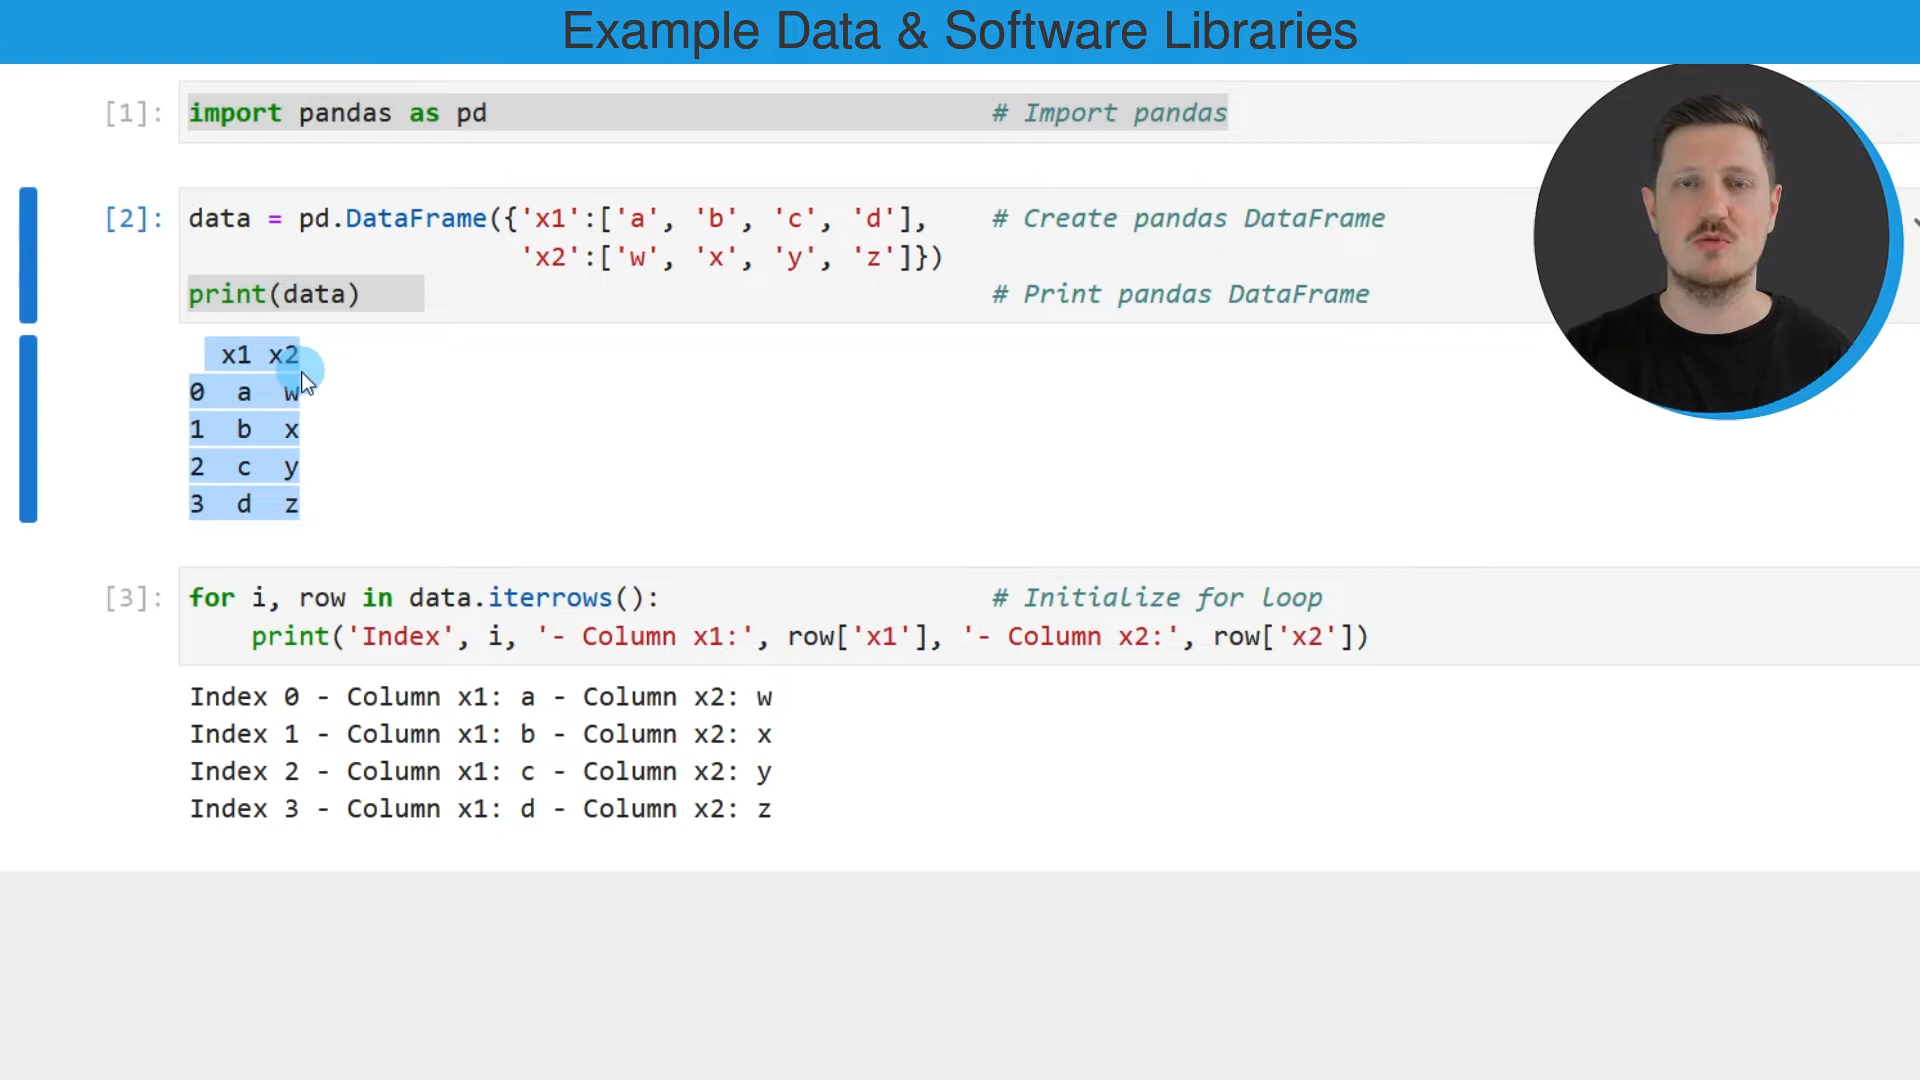 Example Data & Software Libraries
[1]: import pandas as pd # Import pandas
[2]: data = pd.DataFrame({'x1':['a', 'b', 'c', 'd'], # Create pandas DataFrame
'x2':['w', 'x', 'y', 'z']})
print(data) # Print pandas DataFrame
x1 x2
0 a w
1 b x
2 c y
3 d z
[3]: for i, row in data.iterrows(): # Initialize for loop
print('Index', i, '- Column x1:', row['x1'], '- Column x2:', row['x2'])
Index 0 - Column x1: a - Column x2: w
Index 1 - Column x1: b - Column x2: x
Index 2 - Column x1: c - Column x2: y
Index 3 - Column x1: d - Column x2: z